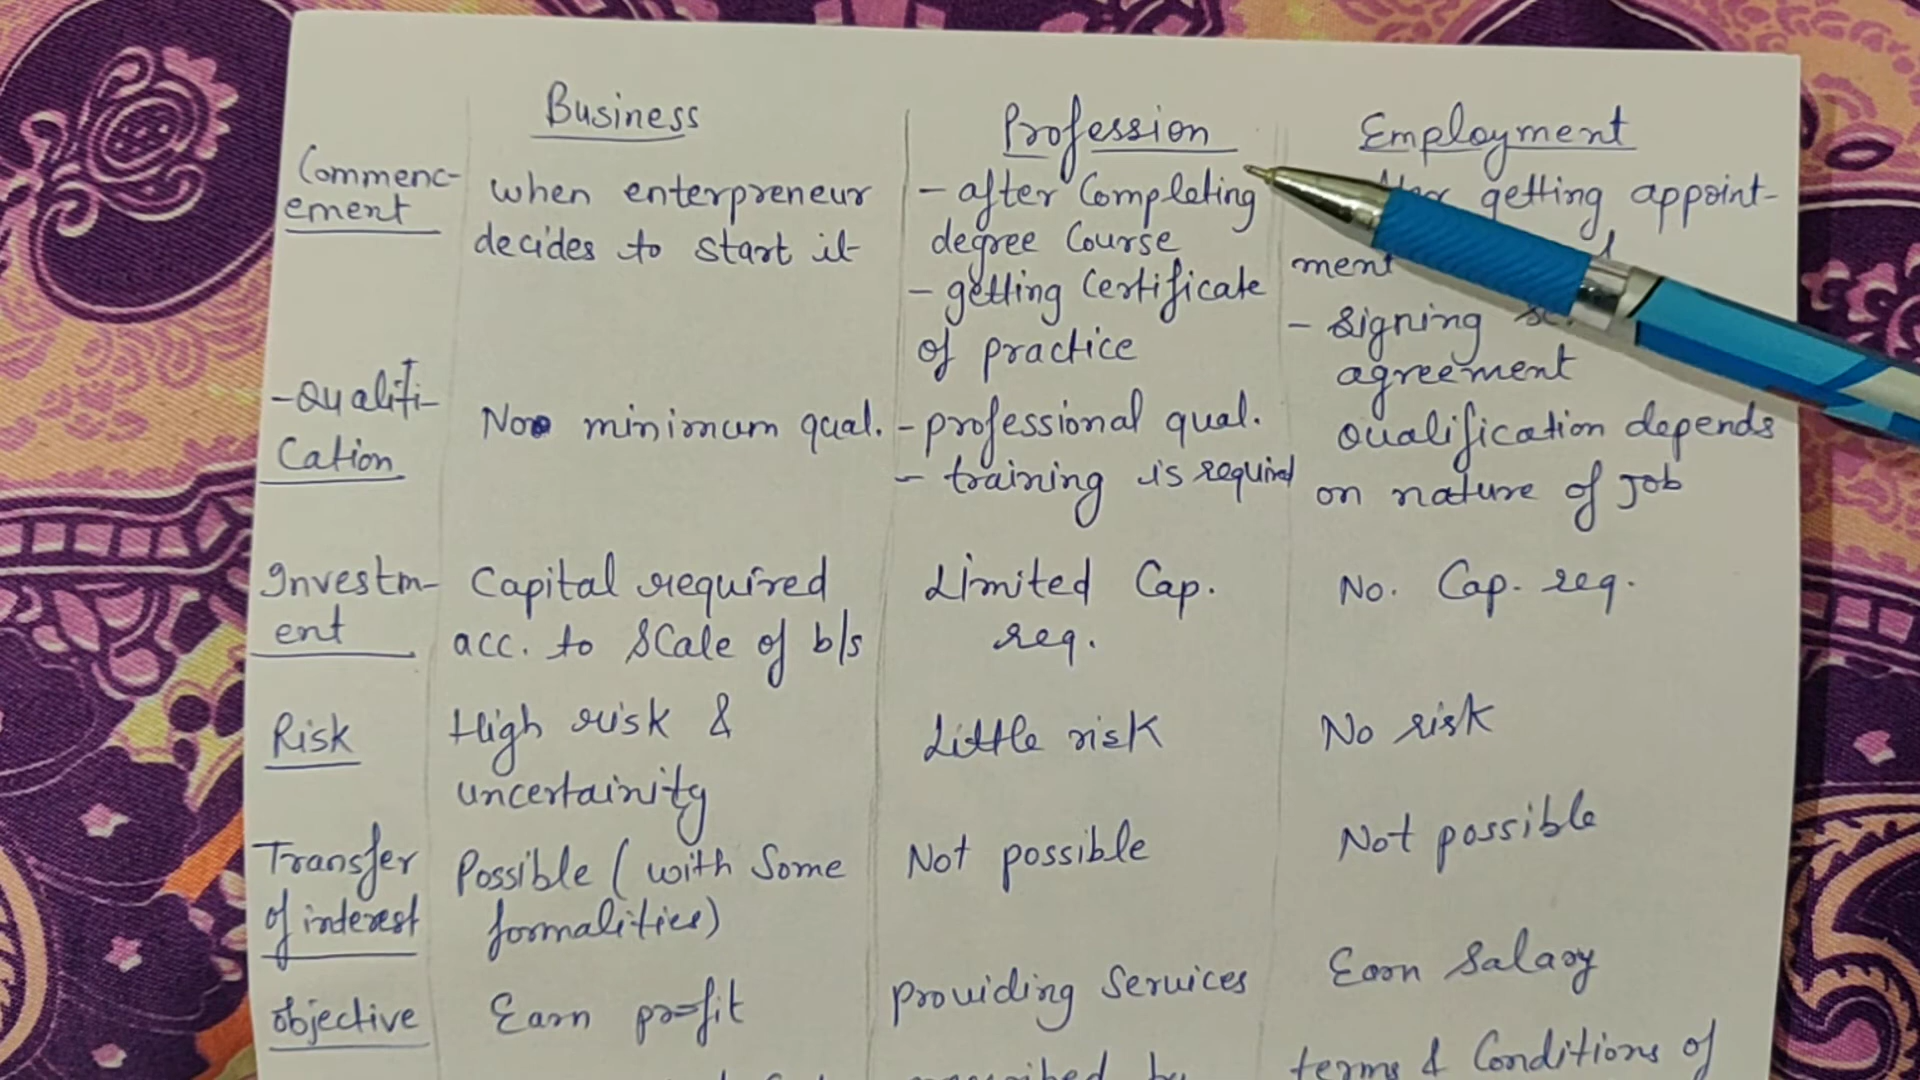 Business
Profession
Employment
Commenc-
ement
when enterpreneur
decides to start it
- after Completing
degree Course
- getting Certificate
of practice
getting appoint-
ment
- Signing
agreement
-Qualifi-
Cation
No minimum qual.
- professional qual.
- training is required
Qualification depends
on nature of Job
Investm-
ent
Capital required
acc. to Scale of b/s
Limited Cap.
req.
No. Cap. req.
Risk
High risk &
uncertainity
Little risk
No risk
Transfer
of interest
Possible ( with Some
formalities)
Not possible
Not possible
Objective
Earn profit
Providing Services
Earn Salary
terms & Conditions of